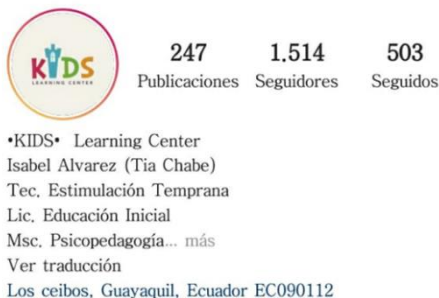 KIDS
LEARNING CENTER
247 1.514 503
Publicaciones Seguidores Seguidos
•KIDS• Learning Center
Isabel Alvarez (Tia Chabe)
Tec. Estimulación Temprana
Lic. Educación Inicial
Msc. Psicopedagogía... más
Ver traducción
Los ceibos, Guayaquil, Ecuador EC090112